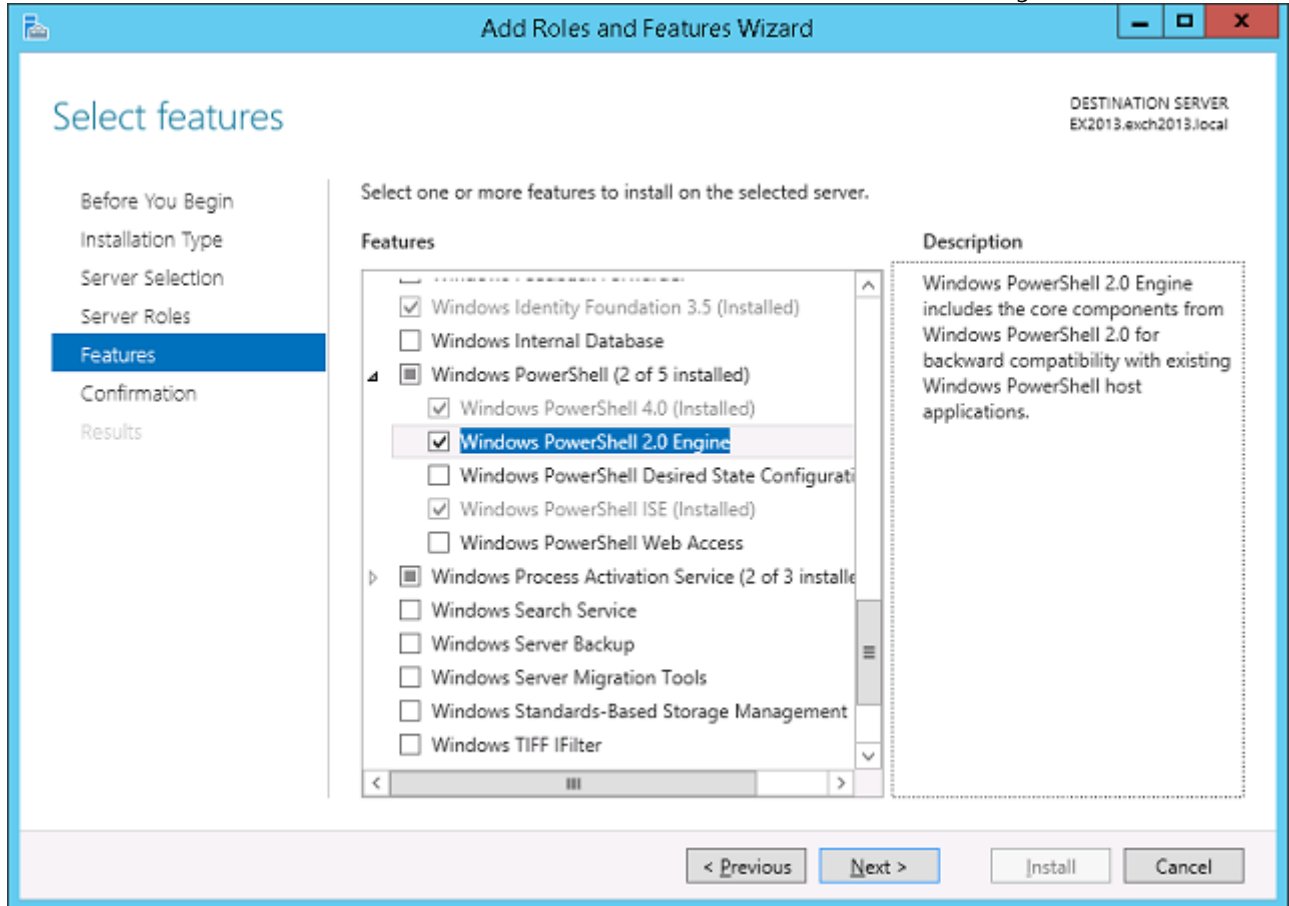 Add Roles and Features Wizard
Select features
DESTINATION SERVER
EX2013.exch2013.local
Before You Begin
Installation Type
Server Selection
Server Roles
Features
Confirmation
Results
Select one or more features to install on the selected server.
Features
Windows Identity Foundation 3.5 (Installed)
Windows Internal Database
Windows PowerShell (2 of 5 installed)
Windows PowerShell 4.0 (Installed)
Windows PowerShell 2.0 Engine
Windows PowerShell Desired State Configurati
Windows PowerShell ISE (Installed)
Windows PowerShell Web Access
Windows Process Activation Service (2 of 3 installe
Windows Search Service
Windows Server Backup
Windows Server Migration Tools
Windows Standards-Based Storage Management
Windows TIFF IFilter
Description
Windows PowerShell 2.0 Engine
includes the core components from
Windows PowerShell 2.0 for
backward compatibility with existing
Windows PowerShell host
applications.
< Previous
Next >
Install
Cancel